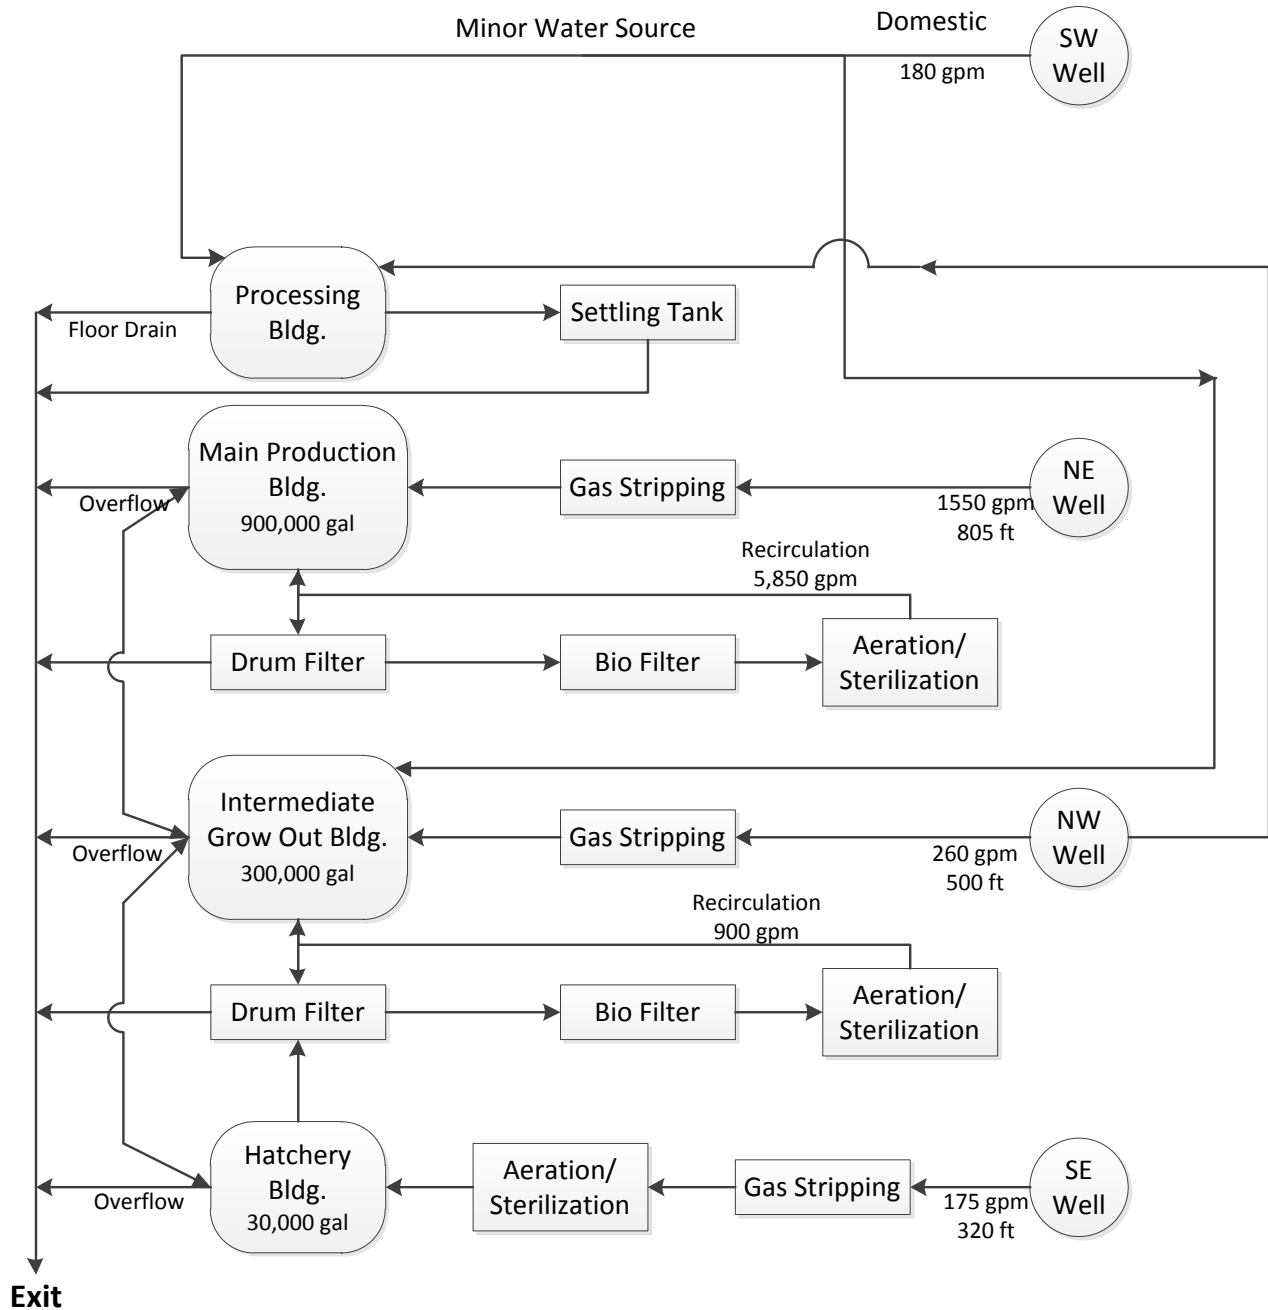 Minor Water Source
Domestic
SW
Well
180 gpm
Processing
Bldg.
Settling Tank
Floor Drain
Main Production
Bldg.
900,000 gal
Overflow
Gas Stripping
NE
Well
1550 gpm
805 ft
Recirculation
5,850 gpm
Drum Filter
Bio Filter
Aeration/
Sterilization
Intermediate
Grow Out Bldg.
300,000 gal
Overflow
Gas Stripping
NW
Well
260 gpm
500 ft
Recirculation
900 gpm
Drum Filter
Bio Filter
Aeration/
Sterilization
Hatchery
Bldg.
30,000 gal
Overflow
Aeration/
Sterilization
Gas Stripping
SE
Well
175 gpm
320 ft
Exit